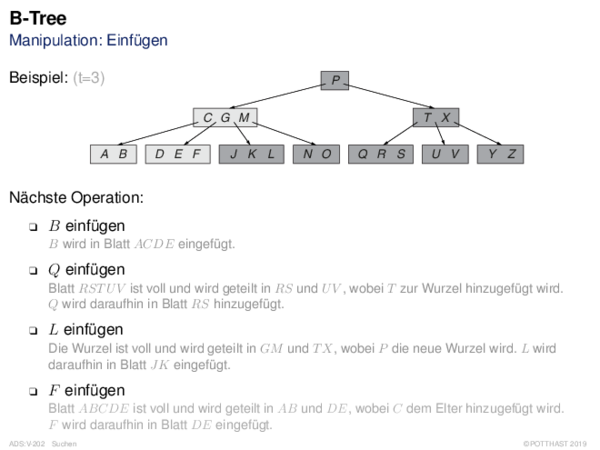 B-Tree
Manipulation: Einfügen
Beispiel: (t=3)
P
C G M
T X
A B
D E F
J K L
N O
Q R S
U V
Y Z
Nächste Operation:
❑ B einfügen
B wird in Blatt ACDE eingefügt.
❑ Q einfügen
Blatt RSTUV ist voll und wird geteilt in RS und UV, wobei T zur Wurzel hinzugefügt wird.
Q wird daraufhin in Blatt RS hinzugefügt.
❑ L einfügen
Die Wurzel ist voll und wird geteilt in GM und TX, wobei P die neue Wurzel wird. L wird
daraufhin in Blatt JK eingefügt.
❑ F einfügen
Blatt ABCDE ist voll und wird geteilt in AB und DE, wobei C dem Elter hinzugefügt wird.
F wird daraufhin in Blatt DE eingefügt.
ADS:V-202 Suchen
©POTTHAST 2019